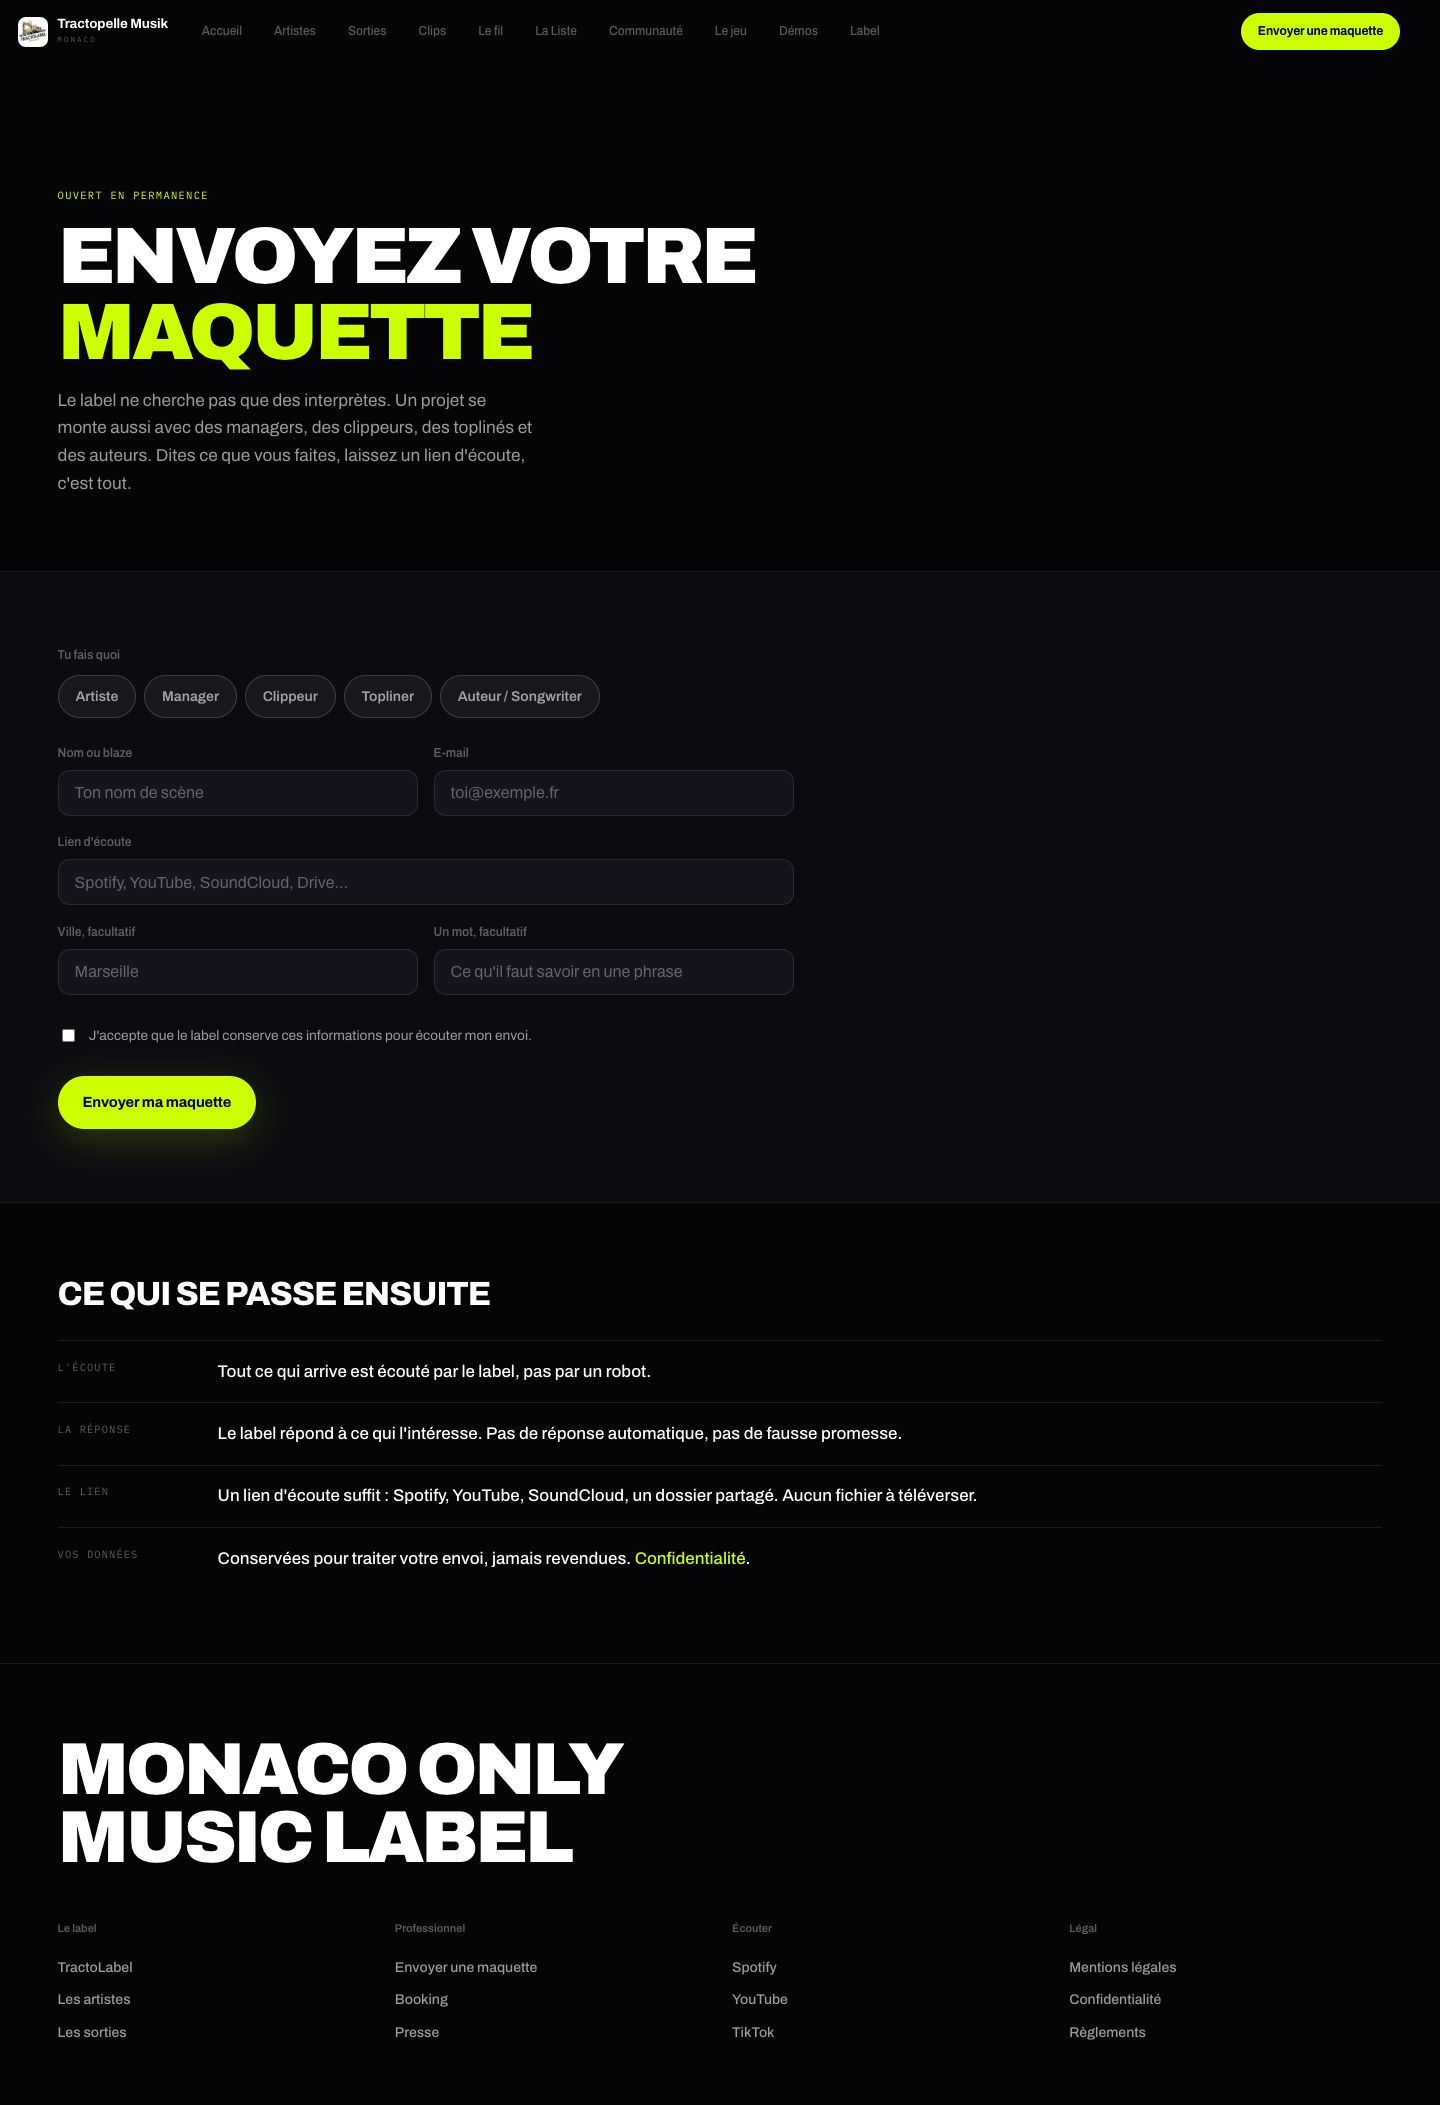 Tractopelle Musik
MONACO
Accueil
Artistes
Sorties
Clips
Le fil
La Liste
Communauté
Le jeu
Démos
Label
Envoyer une maquette
OUVERT EN PERMANENCE
ENVOYEZ VOTRE
MAQUETTE
Le label ne cherche pas que des interprètes. Un projet se
monte aussi avec des managers, des clippeurs, des toplinés et
des auteurs. Dites ce que vous faites, laissez un lien d'écoute,
c'est tout.
Tu fais quoi
Artiste
Manager
Clippeur
Topliner
Auteur / Songwriter
Nom ou blaze
E-mail
Ton nom de scène
toi@exemple.fr
Lien d'écoute
Spotify, YouTube, SoundCloud, Drive...
Ville, facultatif
Un mot, facultatif
Marseille
Ce qu'il faut savoir en une phrase
J'accepte que le label conserve ces informations pour écouter mon envoi.
Envoyer ma maquette
CE QUI SE PASSE ENSUITE
L'ÉCOUTE
Tout ce qui arrive est écouté par le label, pas par un robot.
LA RÉPONSE
Le label répond à ce qui l'intéresse. Pas de réponse automatique, pas de fausse promesse.
LE LIEN
Un lien d'écoute suffit : Spotify, YouTube, SoundCloud, un dossier partagé. Aucun fichier à téléverser.
VOS DONNÉES
Conservées pour traiter votre envoi, jamais revendues. Confidentialité.
MONACO ONLY
MUSIC LABEL
Le label
Professionnel
Écouter
Légal
TractoLabel
Envoyer une maquette
Spotify
Mentions légales
Les artistes
Booking
YouTube
Confidentialité
Les sorties
Presse
TikTok
Règlements